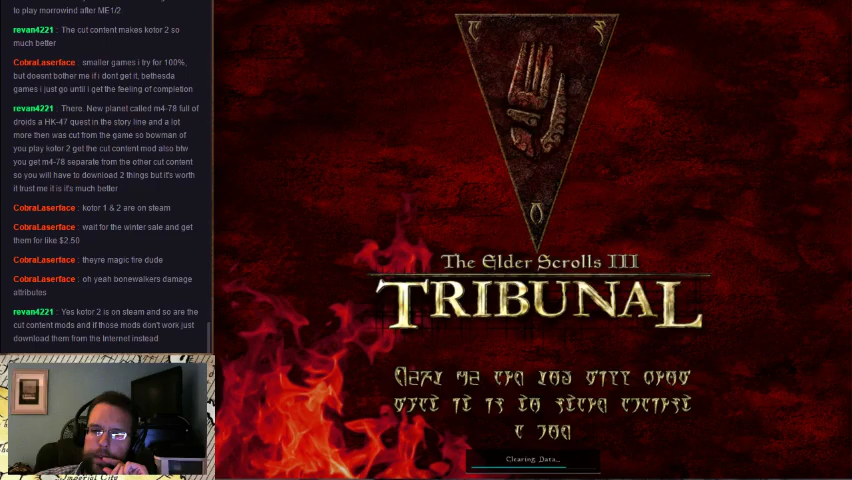 to play morrowind after ME1/2
revan4221 : The cut content makes kotor 2 so
much better
CobraLaserface : smaller games i try for 100%,
but doesnt bother me if i dont get it, bethesda
games i just go until i get the feeling of completion
revan4221 : There. New planet called m4-78 full of
droids a HK-47 quest in the story line and a lot
more then was cut from the game so bowman of
you play kotor 2 get the cut content mod also btw
you get m4-78 separate from the other cut content
so you will have to download 2 things but it's worth
it trust me it is it's much better
CobraLaserface : kotor 1 & 2 are on steam
CobraLaserface : wait for the winter sale and get
them for like $2.50
CobraLaserface : theyre magic fire dude
CobraLaserface : oh yeah bonewalkers damage
attributes
revan4221 : Yes kotor 2 is on steam and so are the
cut content mods and if those mods don't work just
download them from the Internet instead
The Elder Scrolls III
TRIBUNAL
Clearing Data...
Imperial City